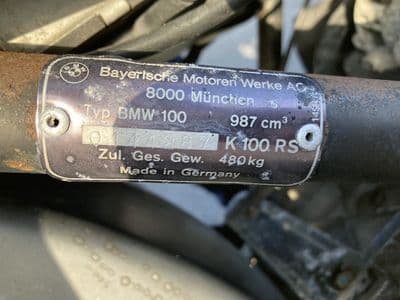 Bayerische Motoren Werke AG
8000 München
Typ BMW 100 987 cm³
K 100 RS
Zul. Ges. Gew. 480 kg
Made in Germany